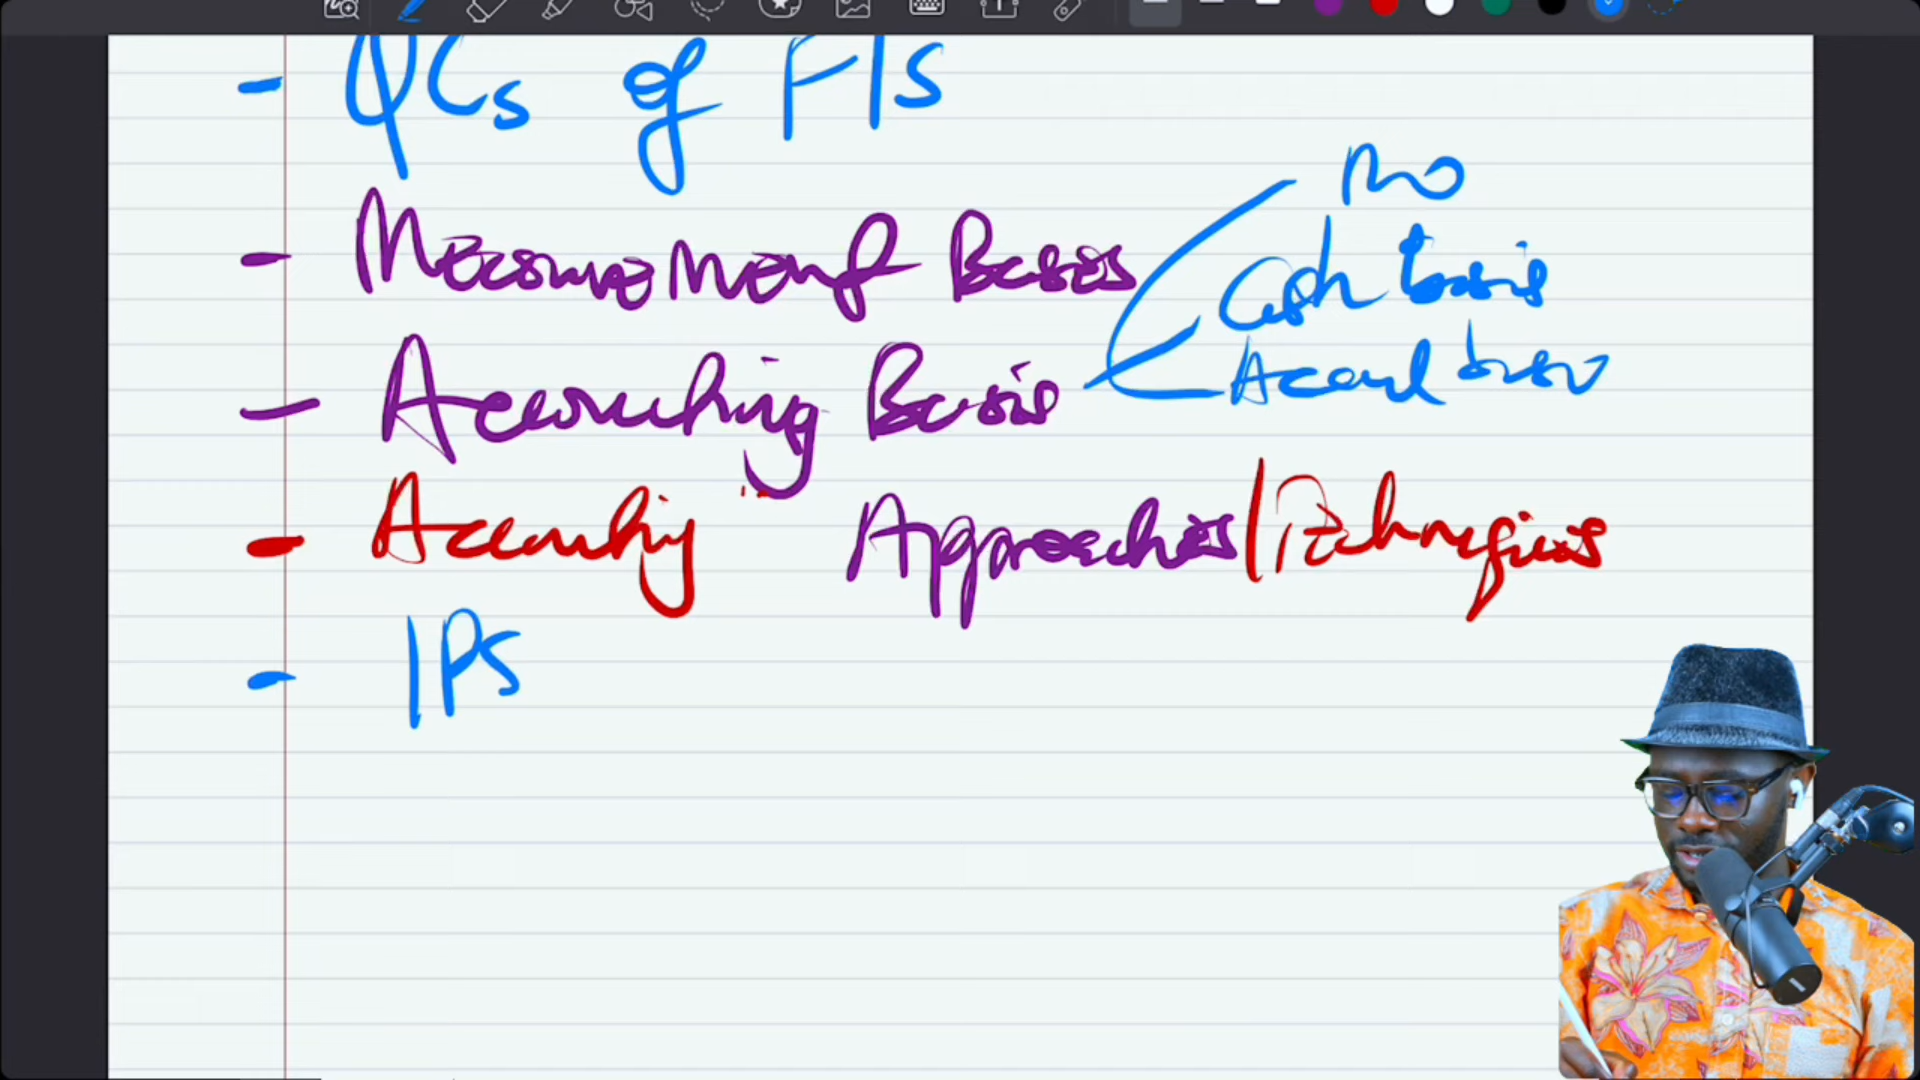 - QCs of FIS
- Measurement Bases
- Accounting Basis
Cash basis
Accrual basis
- Accounting Approaches/Techniques
- IPS